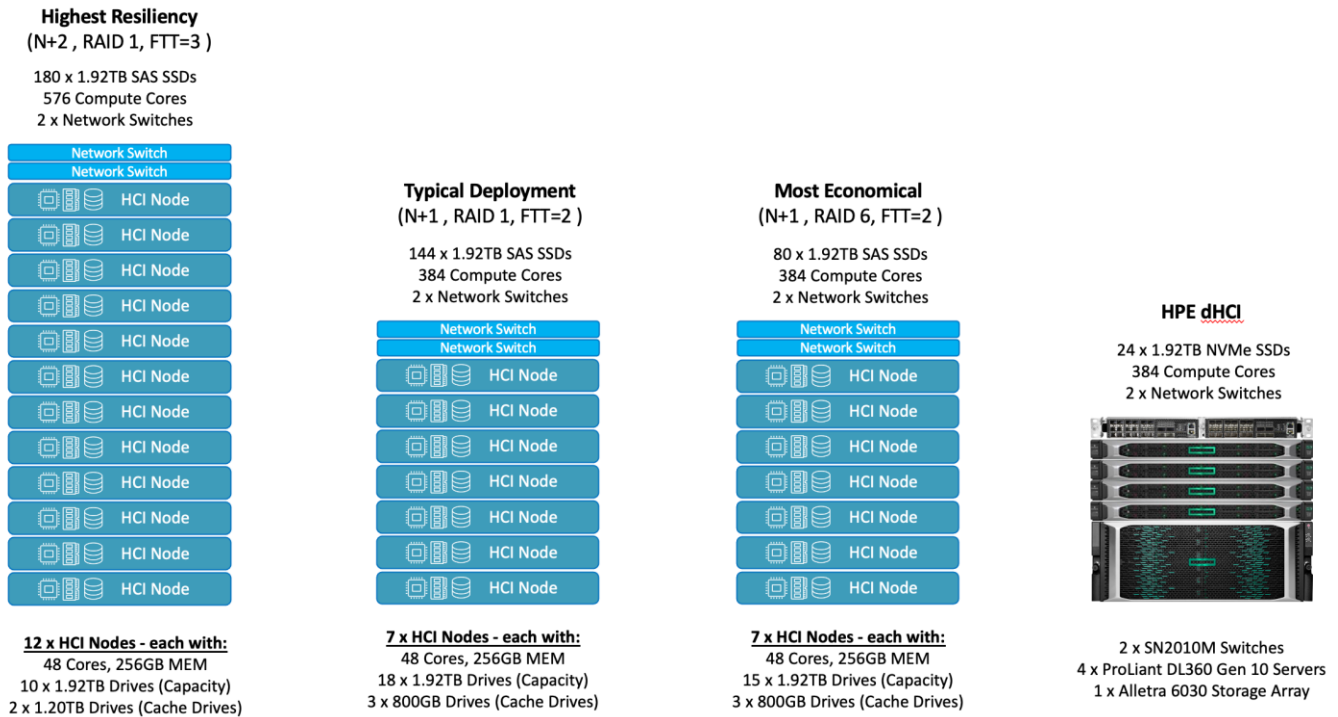 Highest Resiliency
(N+2 , RAID 1, FTT=3 )
180 x 1.92TB SAS SSDs
576 Compute Cores
2 x Network Switches
Network Switch
Network Switch
HCI Node
HCI Node
HCI Node
HCI Node
HCI Node
HCI Node
HCI Node
HCI Node
HCI Node
HCI Node
HCI Node
HCI Node
12 x HCI Nodes - each with:
48 Cores, 256GB MEM
10 x 1.92TB Drives (Capacity)
2 x 1.20TB Drives (Cache Drives)
Typical Deployment
(N+1 , RAID 1, FTT=2 )
144 x 1.92TB SAS SSDs
384 Compute Cores
2 x Network Switches
Network Switch
Network Switch
HCI Node
HCI Node
HCI Node
HCI Node
HCI Node
HCI Node
HCI Node
7 x HCI Nodes - each with:
48 Cores, 256GB MEM
18 x 1.92TB Drives (Capacity)
3 x 800GB Drives (Cache Drives)
Most Economical
(N+1 , RAID 6, FTT=2 )
80 x 1.92TB SAS SSDs
384 Compute Cores
2 x Network Switches
Network Switch
Network Switch
HCI Node
HCI Node
HCI Node
HCI Node
HCI Node
HCI Node
HCI Node
7 x HCI Nodes - each with:
48 Cores, 256GB MEM
15 x 1.92TB Drives (Capacity)
3 x 800GB Drives (Cache Drives)
HPE dHCI
24 x 1.92TB NVMe SSDs
384 Compute Cores
2 x Network Switches
2 x SN2010M Switches
4 x ProLiant DL360 Gen 10 Servers
1 x Alletra 6030 Storage Array